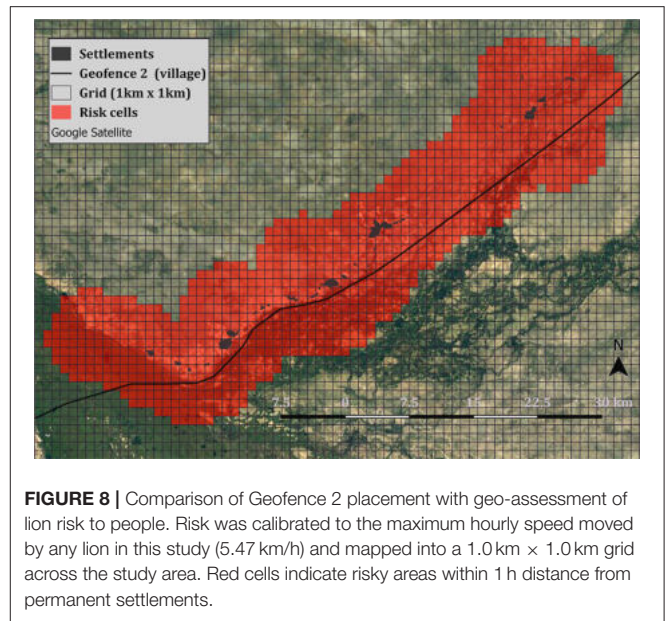 Settlements
Geofence 2 (village)
Grid (1km x 1km)
Risk cells
Google Satellite
N
7.5 0 7.5 15 22.5 30 km
FIGURE 8 | Comparison of Geofence 2 placement with geo-assessment of
lion risk to people. Risk was calibrated to the maximum hourly speed moved
by any lion in this study (5.47 km/h) and mapped into a 1.0 km × 1.0 km grid
across the study area. Red cells indicate risky areas within 1 h distance from
permanent settlements.